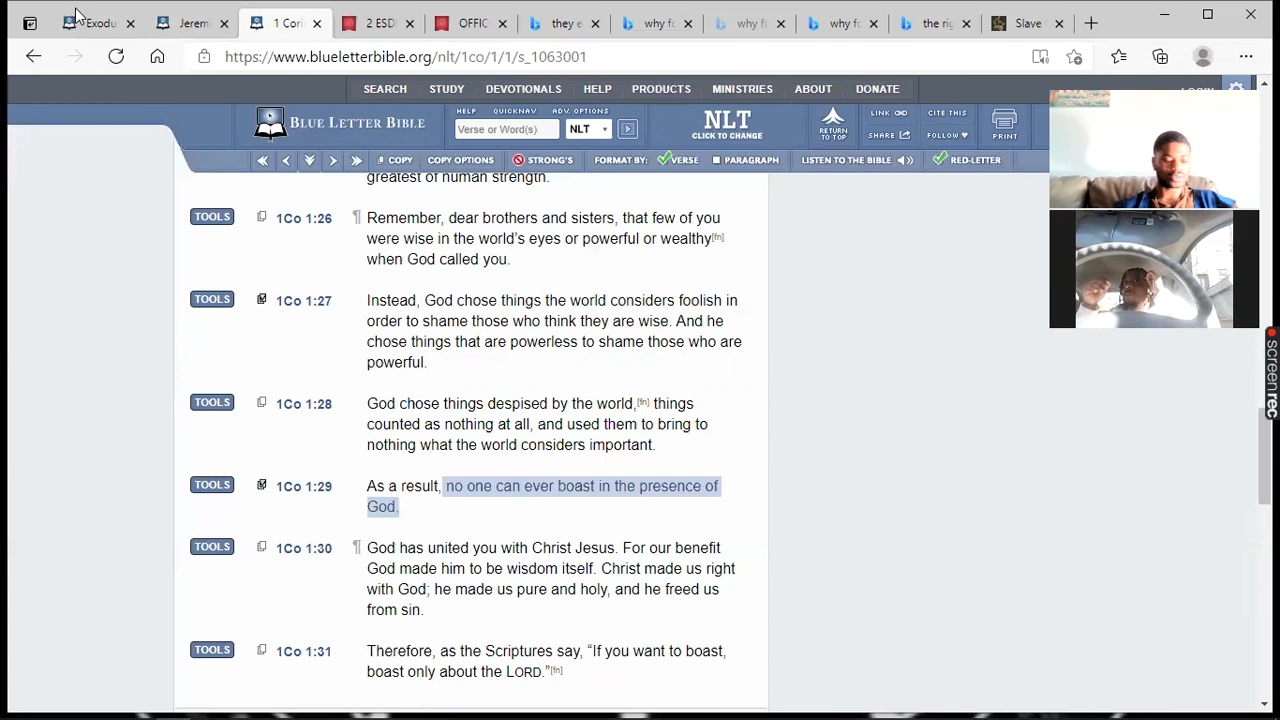 Exodu
Jeremi
1 Cori
2 ESD
OFFIC
they e
why fo
why fo
why fo
the rig
Slave
https://www.blueletterbible.org/nlt/1co/1/1/s_1063001
SEARCH STUDY DEVOTIONALS HELP PRODUCTS MINISTRIES ABOUT DONATE
BLUE LETTER BIBLE
HELP QUICKNAV ADV. OPTIONS
Verse or Word(s) NLT
NLT
CLICK TO CHANGE
RETURN TO TOP
LINK
SHARE
CITE THIS
FOLLOW
PRINT
COPY COPY OPTIONS STRONG'S FORMAT BY: VERSE PARAGRAPH LISTEN TO THE BIBLE RED-LETTER
greatest of human strength.
TOOLS 1Co 1:26 ¶ Remember, dear brothers and sisters, that few of you
were wise in the world's eyes or powerful or wealthy[fn]
when God called you.
TOOLS 1Co 1:27 Instead, God chose things the world considers foolish in
order to shame those who think they are wise. And he
chose things that are powerless to shame those who are
powerful.
TOOLS 1Co 1:28 God chose things despised by the world,[fn] things
counted as nothing at all, and used them to bring to
nothing what the world considers important.
TOOLS 1Co 1:29 As a result, no one can ever boast in the presence of
God.
TOOLS 1Co 1:30 ¶ God has united you with Christ Jesus. For our benefit
God made him to be wisdom itself. Christ made us right
with God; he made us pure and holy, and he freed us
from sin.
TOOLS 1Co 1:31 Therefore, as the Scriptures say, “If you want to boast,
boast only about the LORD.”[fn]
screenrec